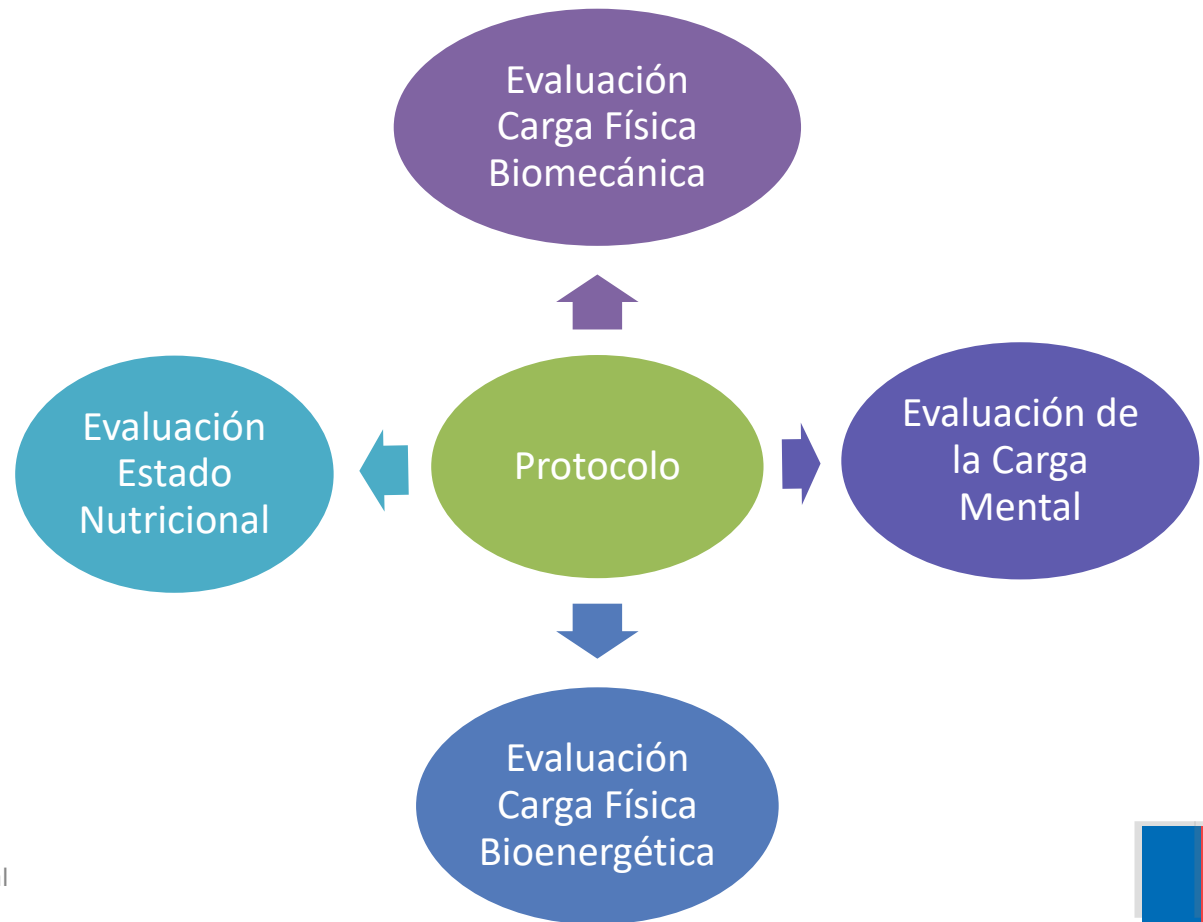 Evaluación
Carga Física
Biomecánica
Evaluación
Estado
Nutricional
Protocolo
Evaluación de
la Carga
Mental
Evaluación
Carga Física
Bioenergética